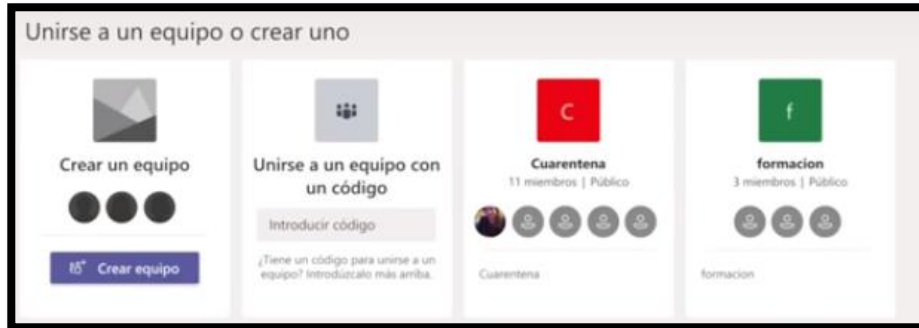 Unirse a un equipo o crear uno
Crear un equipo
Crear equipo
Unirse a un equipo con
un código
Introducir código
¿Tiene un código para unirse a un
equipo? Introdúzcalo más arriba.
C
Cuarentena
11 miembros | Público
Cuarentena
f
formacion
3 miembros | Público
formacion